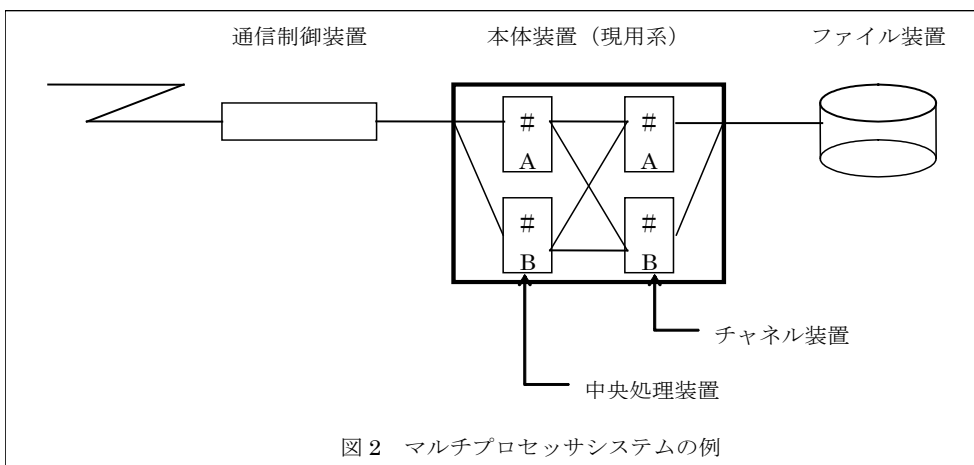 通信制御装置
本体装置（現用系）
ファイル装置
#
A
#
A
#
B
#
B
チャネル装置
中央処理装置
図 2　マルチプロセッサシステムの例